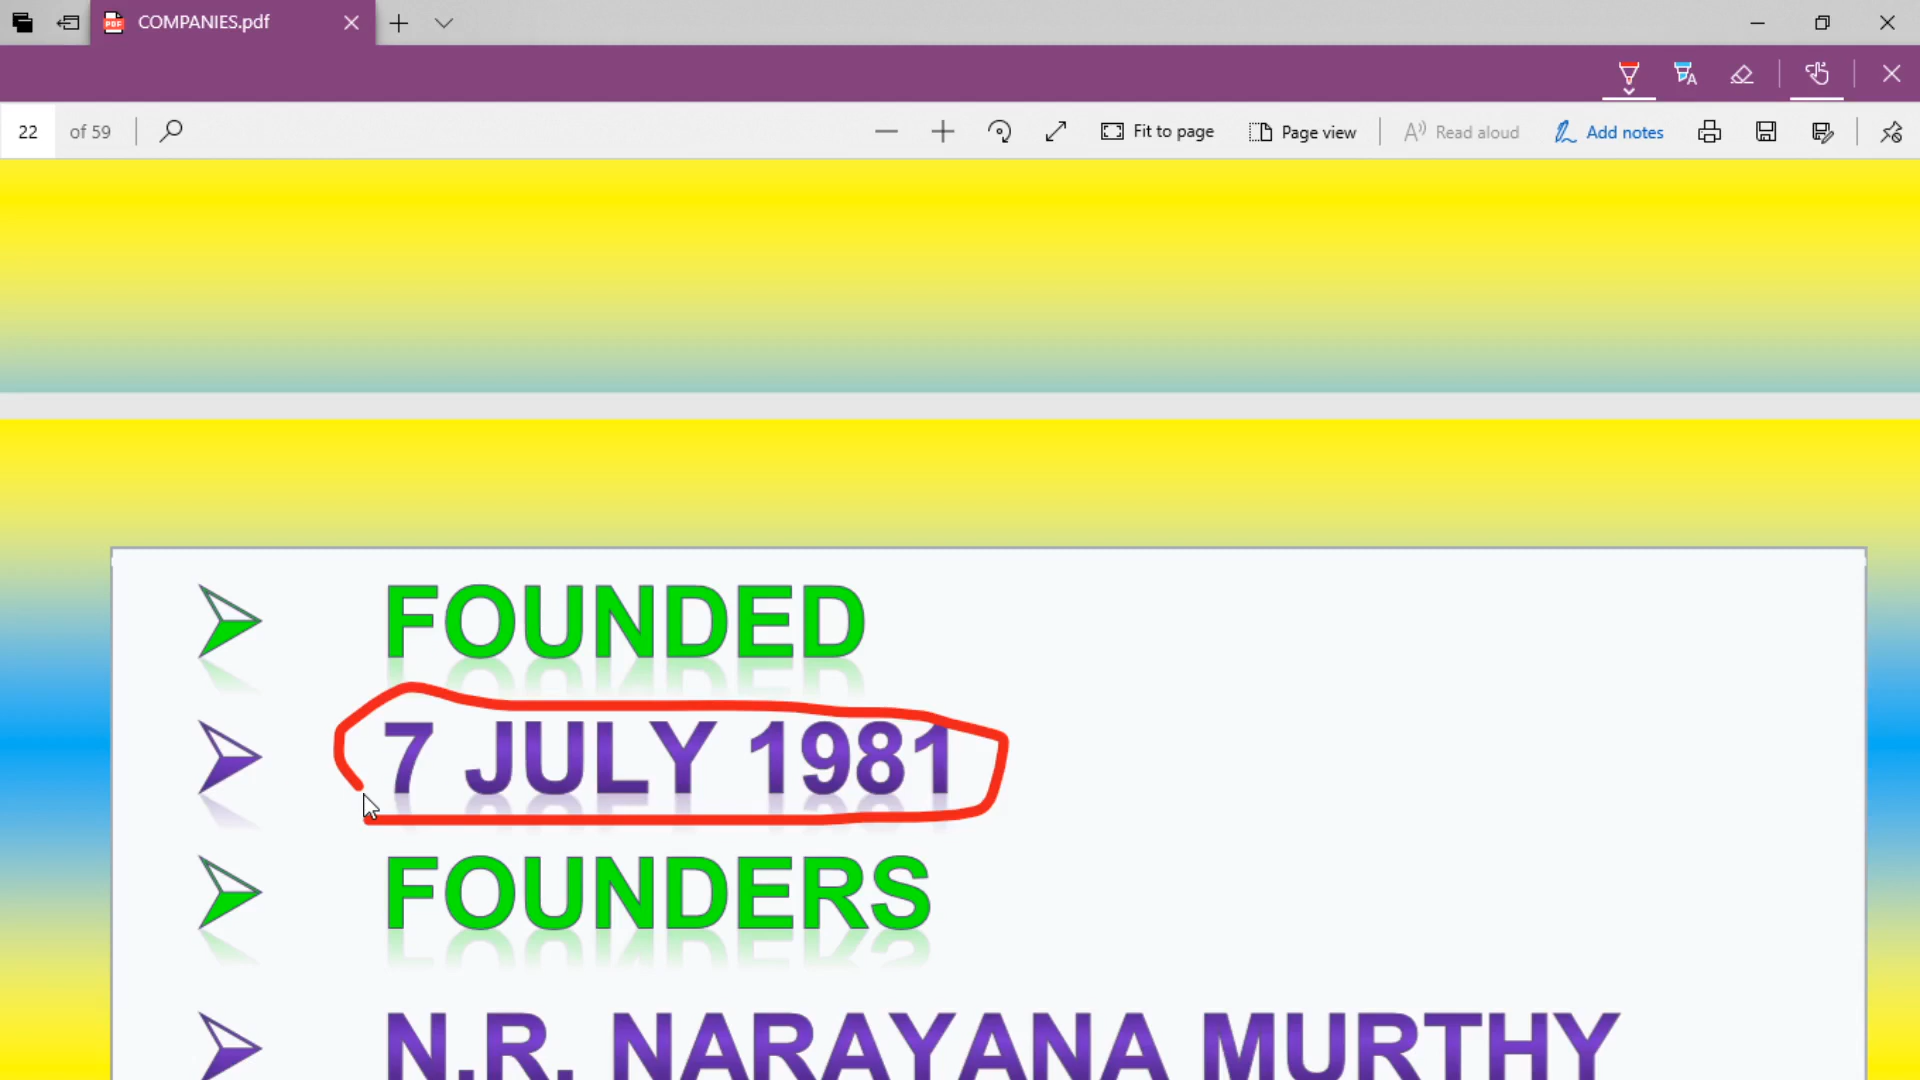 COMPANIES.pdf
22 of 59 Fit to page Page view Read aloud Add notes
FOUNDED
7 JULY 1981
FOUNDERS
N.R. NARAYANA MURTHY